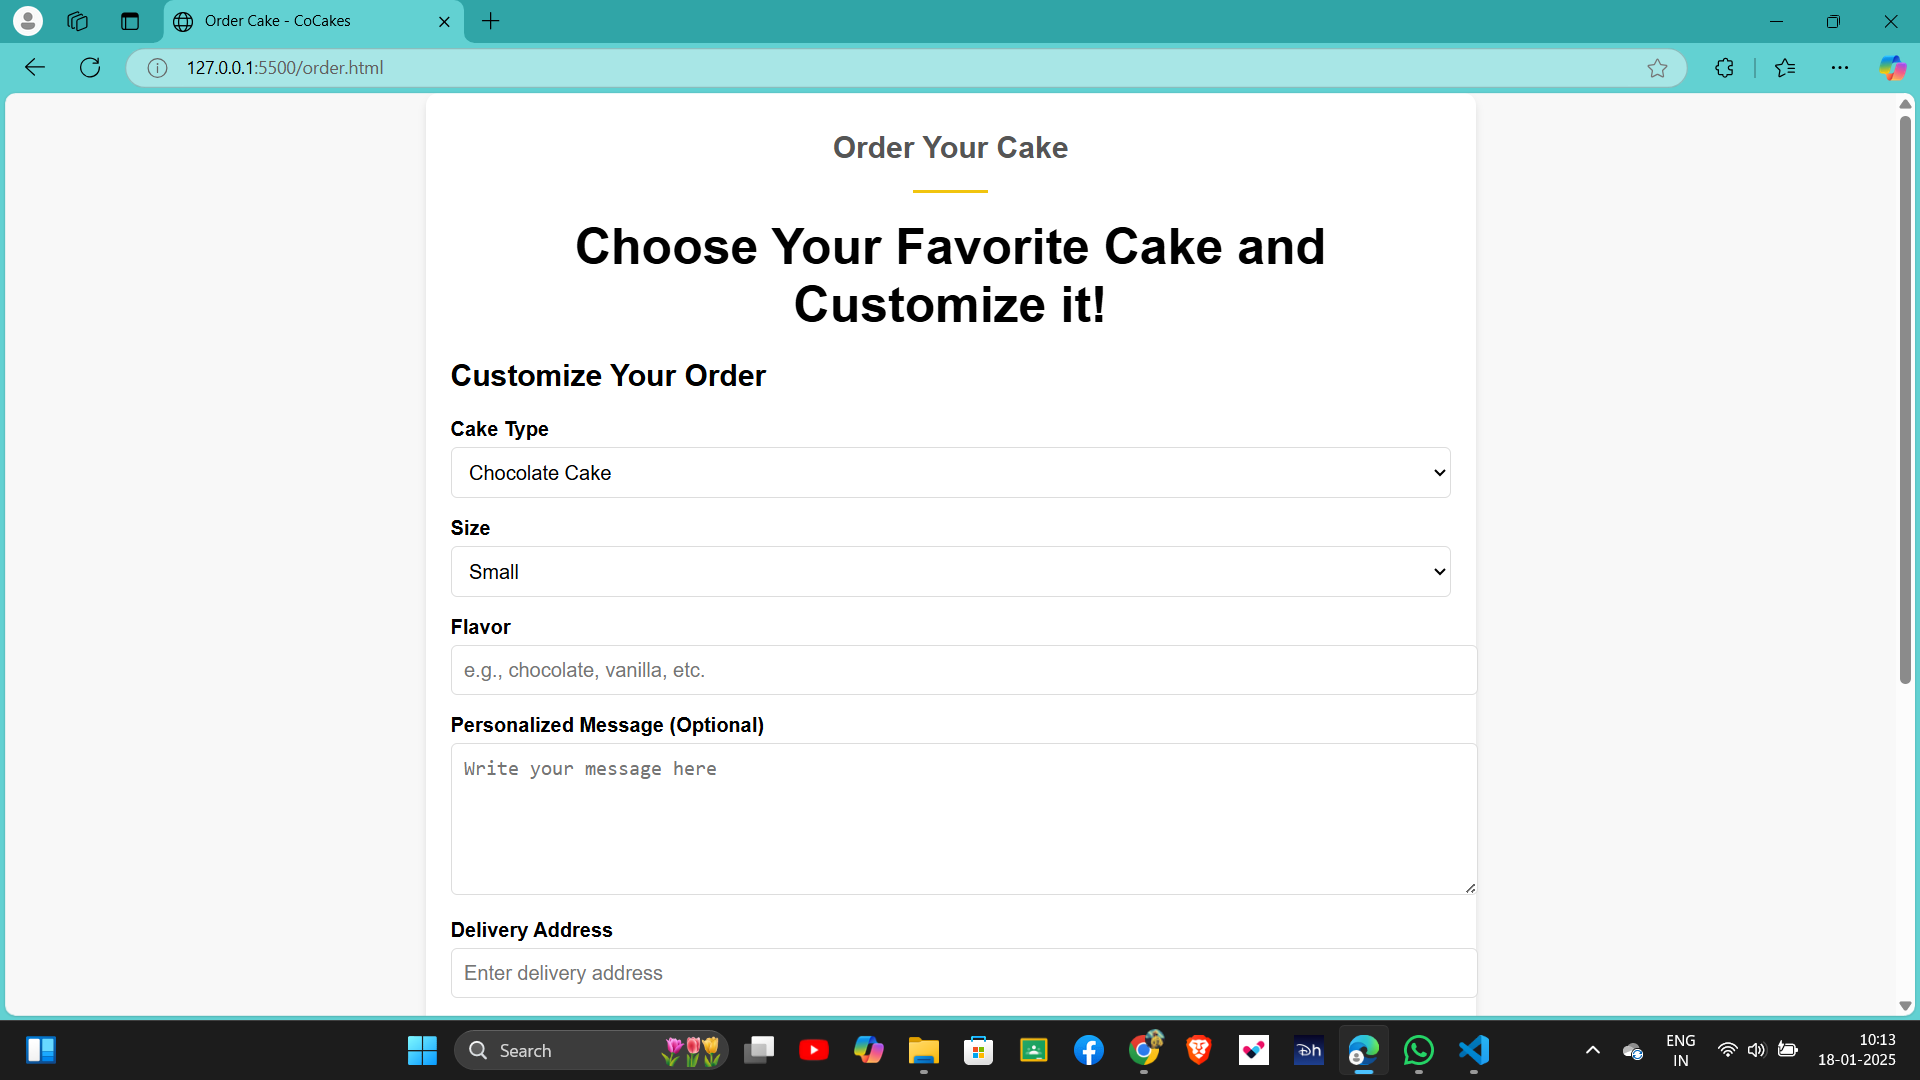 Order Cake - CoCakes
127.0.0.1:5500/order.html
Order Your Cake
Choose Your Favorite Cake and
Customize it!
Customize Your Order
Cake Type
Chocolate Cake
Size
Small
Flavor
e.g., chocolate, vanilla, etc.
Personalized Message (Optional)
Write your message here
Delivery Address
Enter delivery address
Search
Dh
ENG
IN
10:13
18-01-2025